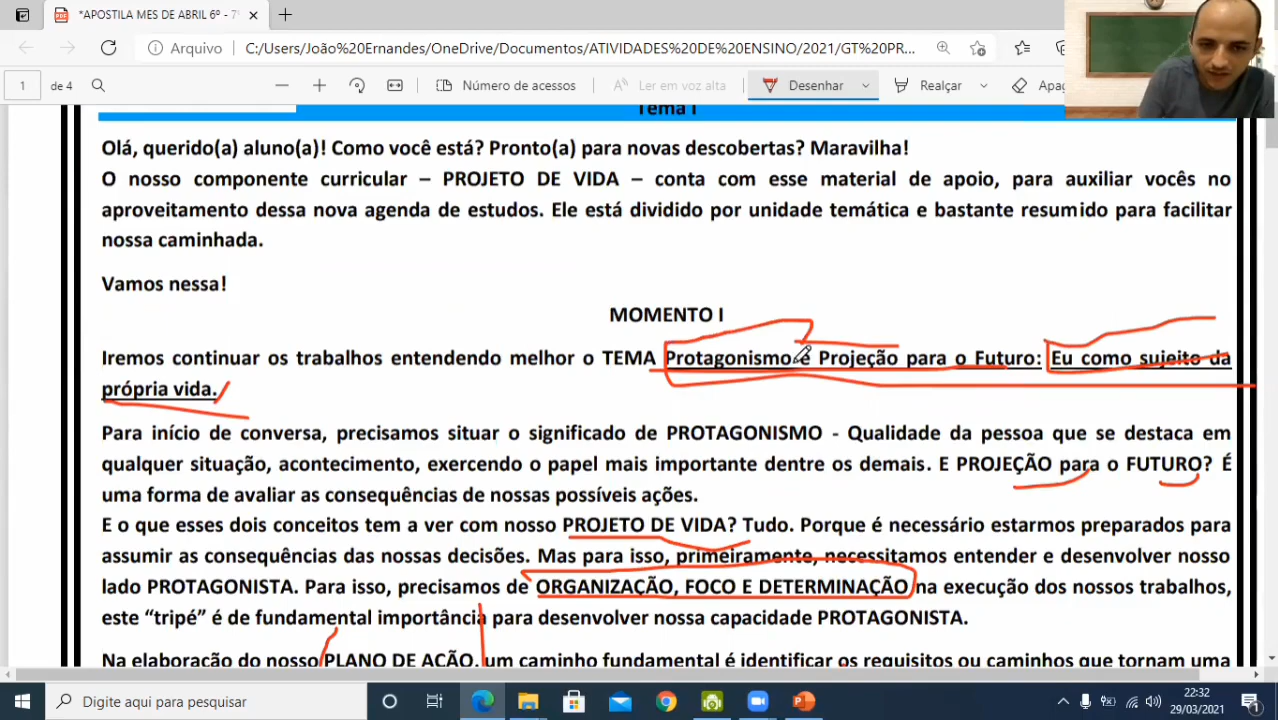 *APOSTILA MES DE ABRIL 6º - 7º
Arquivo C:/Users/João%20Ernandes/OneDrive/Documentos/ATIVIDADES%20DE%20ENSINO/2021/GT%20PR...
1 de 4 Número de acessos Ler em voz alta Desenhar Realçar
Tema I
Olá, querido(a) aluno(a)! Como você está? Pronto(a) para novas descobertas? Maravilha!
O nosso componente curricular – PROJETO DE VIDA – conta com esse material de apoio, para auxiliar vocês no
aproveitamento dessa nova agenda de estudos. Ele está dividido por unidade temática e bastante resumido para facilitar
nossa caminhada.
Vamos nessa!
MOMENTO I
Iremos continuar os trabalhos entendendo melhor o TEMA Protagonismo e Projeção para o Futuro: Eu como sujeito da
própria vida.
Para início de conversa, precisamos situar o significado de PROTAGONISMO - Qualidade da pessoa que se destaca em
qualquer situação, acontecimento, exercendo o papel mais importante dentre os demais. E PROJEÇÃO para o FUTURO? É
uma forma de avaliar as consequências de nossas possíveis ações.
E o que esses dois conceitos tem a ver com nosso PROJETO DE VIDA? Tudo. Porque é necessário estarmos preparados para
assumir as consequências das nossas decisões. Mas para isso, primeiramente, necessitamos entender e desenvolver nosso
lado PROTAGONISTA. Para isso, precisamos de ORGANIZAÇÃO, FOCO E DETERMINAÇÃO na execução dos nossos trabalhos,
este “tripé” é de fundamental importância para desenvolver nossa capacidade PROTAGONISTA.
Na elaboração do nosso PLANO DE AÇÃO, um caminho fundamental é identificar os requisitos ou caminhos que tornam uma
Digite aqui para pesquisar
22:32
29/03/2021